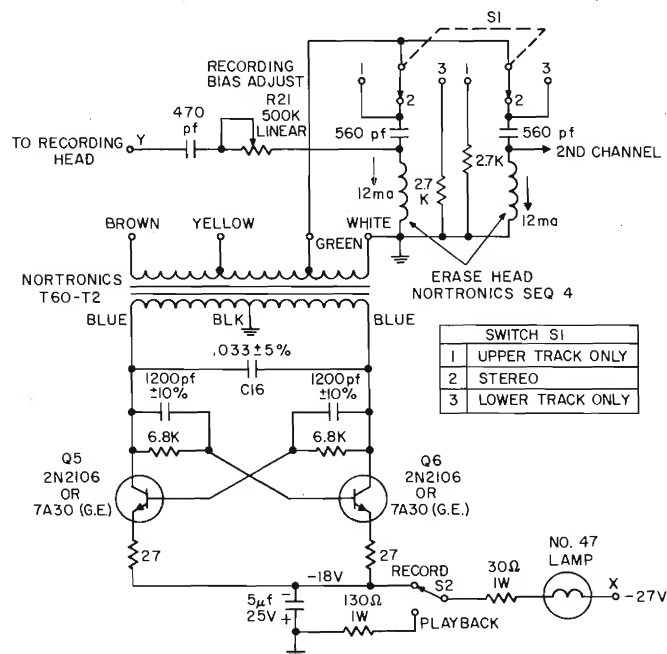 S1
RECORDING
BIAS ADJUST
R21
500K
LINEAR
1
2
3
1
2
3
470
pf
560 pf
560 pf
TO RECORDING
HEAD
Y
2ND CHANNEL
12ma
2.7
K
2.7K
12ma
BROWN
YELLOW
GREEN
WHITE
ERASE HEAD
NORTRONICS SEQ 4
NORTRONICS
T60-T2
BLUE
BLK
BLUE
SWITCH S1
1 UPPER TRACK ONLY
2 STEREO
3 LOWER TRACK ONLY
.033±5%
C16
1200pf
±10%
1200pf
±10%
6.8K
6.8K
Q5
2N2106
OR
7A30 (G.E.)
Q6
2N2106
OR
7A30 (G.E.)
27
27
-18V
RECORD
S2
PLAYBACK
5µf
25V
-
+
130Ω
1W
30Ω
1W
NO. 47
LAMP
X
-27V